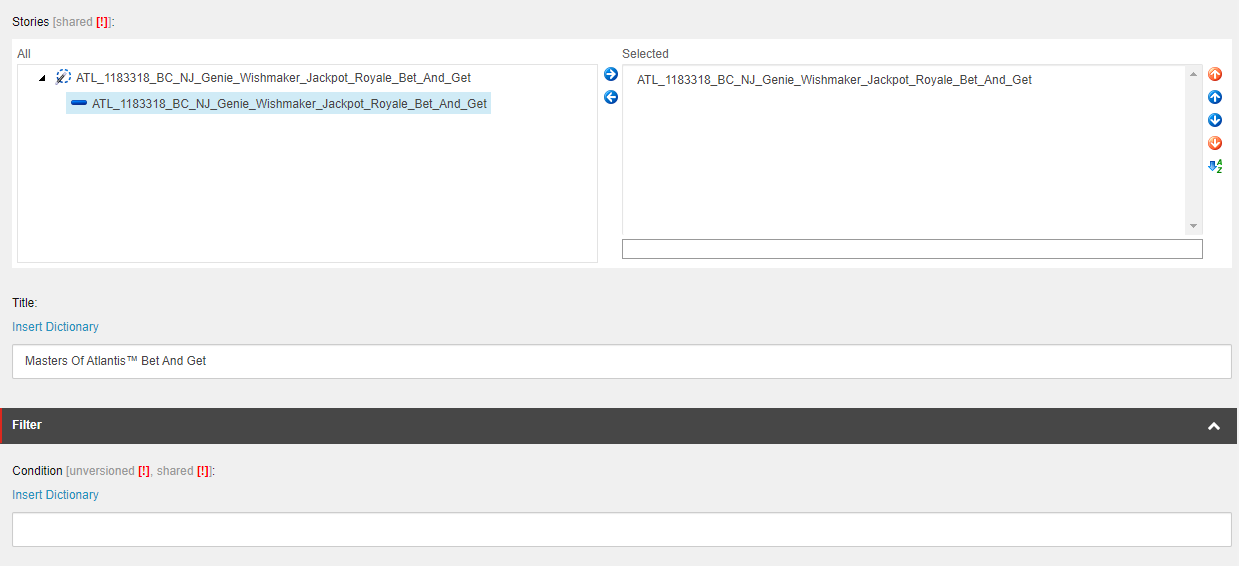 Stories [shared [!]]:
All
Selected
ATL_1183318_BC_NJ_Genie_Wishmaker_Jackpot_Royale_Bet_And_Get
ATL_1183318_BC_NJ_Genie_Wishmaker_Jackpot_Royale_Bet_And_Get
ATL_1183318_BC_NJ_Genie_Wishmaker_Jackpot_Royale_Bet_And_Get
A
Z
Title:
Insert Dictionary
Masters Of Atlantis™ Bet And Get
Filter
Condition [unversioned [!], shared [!]]:
Insert Dictionary